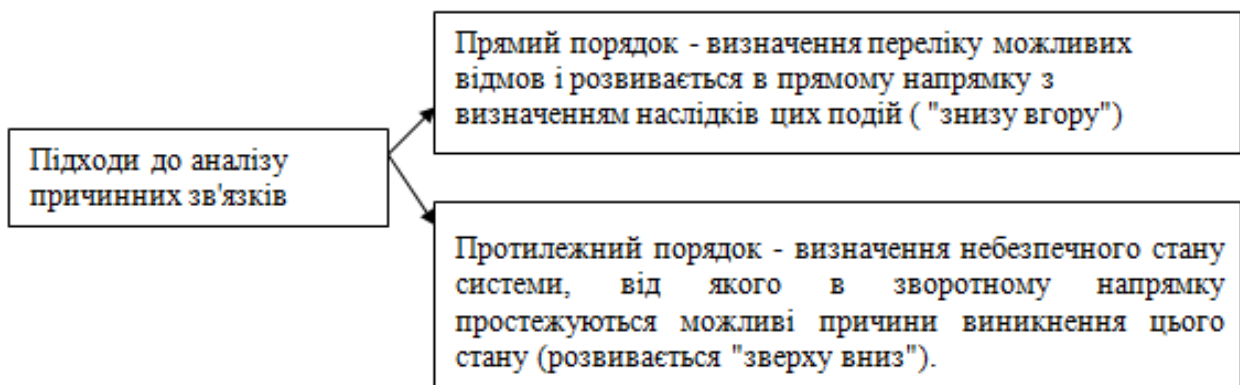 Прямий порядок - визначення переліку можливих
відмов і розвивається в прямому напрямку з
визначенням наслідків цих подій ( "знизу вгору")
Підходи до аналізу
причинних зв'язків
Протилежний порядок - визначення небезпечного стану
системи, від якого в зворотному напрямку
простежуються можливі причини виникнення цього
стану (розвивається "зверху вниз").